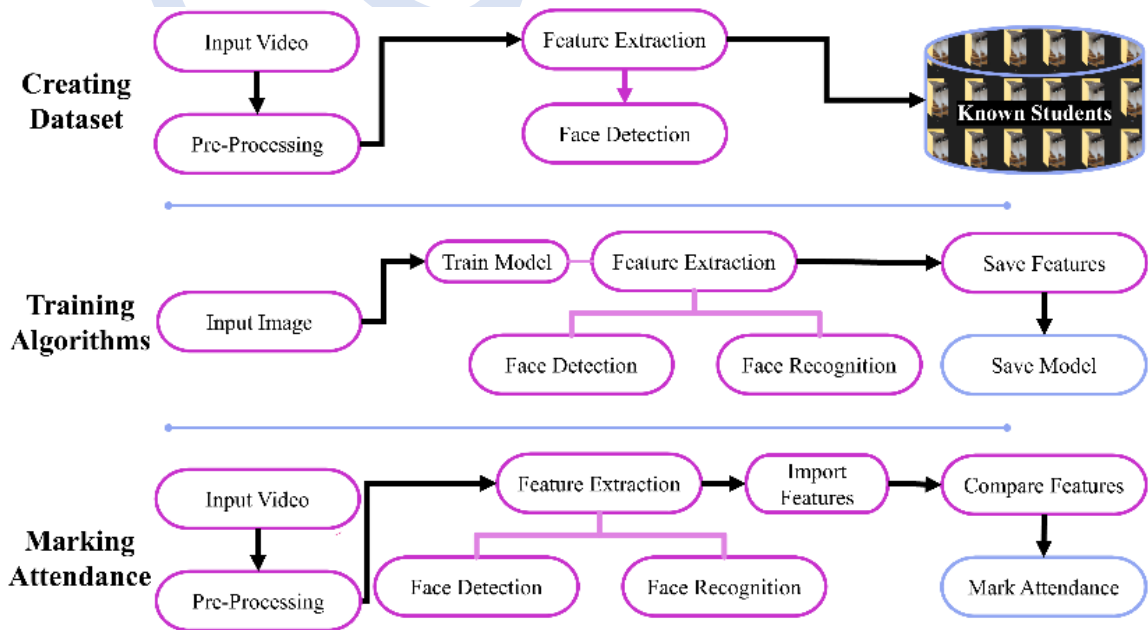 Creating
Dataset
Input Video
Pre-Processing
Feature Extraction
Face Detection
Known Students
Training
Algorithms
Input Image
Train Model
Feature Extraction
Face Detection
Face Recognition
Save Features
Save Model
Marking
Attendance
Input Video
Pre-Processing
Feature Extraction
Face Detection
Face Recognition
Import
Features
Compare Features
Mark Attendance